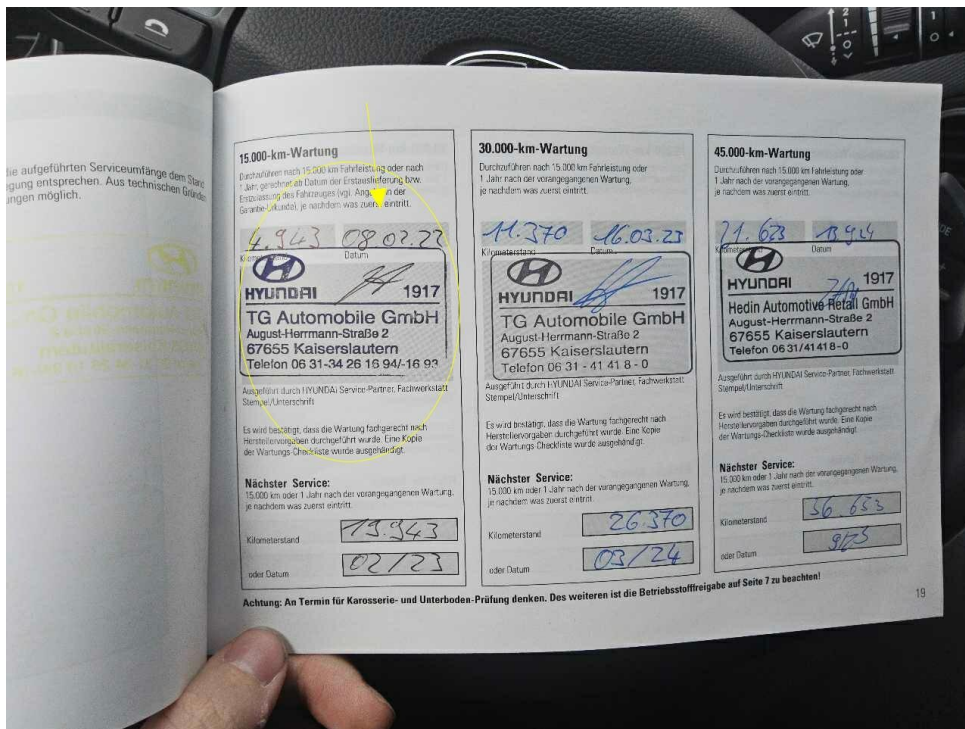 die aufgeführten Serviceumfänge dem Stand
entsprechen. Aus technischen Gründen
möglich.
15.000-km-Wartung
Durchzuführen nach 15.000 km Fahrleistung oder nach
1 Jahr, gerechnet ab Datum der Erstauslieferung bzw.
Erstzulassung des Fahrzeuges (vgl. Angaben in der
Garantie-Urkunde), je nachdem was zuerst eintritt.
4.943 08 02.22
Datum
HYUNDAI 1917
TG Automobile GmbH
August-Herrmann-Straße 2
67655 Kaiserslautern
Telefon 06 31-34 26 16 94/-16 93
Ausgeführt durch HYUNDAI Service-Partner, Fachwerkstatt
Stempel/Unterschrift
Es wird bestätigt, dass die Wartung fachgerecht nach
Herstellervorgaben durchgeführt wurde. Eine Kopie
der Wartungs-Checkliste wurde ausgehändigt.
Nächster Service:
15.000 km oder 1 Jahr nach der vorangegangenen Wartung,
je nachdem was zuerst eintritt.
Kilometerstand 19.943
oder Datum 02/23
30.000-km-Wartung
Durchzuführen nach 15.000 km Fahrleistung oder
1 Jahr nach der vorangegangenen Wartung,
je nachdem was zuerst eintritt.
11.370 16.03.23
Kilometerstand Datum
HYUNDAI 1917
TG Automobile GmbH
August-Herrmann-Straße 2
67655 Kaiserslautern
Telefon 06 31 - 41 41 8 - 0
Ausgeführt durch HYUNDAI Service-Partner, Fachwerkstatt
Stempel/Unterschrift
Es wird bestätigt, dass die Wartung fachgerecht nach
Herstellervorgaben durchgeführt wurde. Eine Kopie
der Wartungs-Checkliste wurde ausgehändigt.
Nächster Service:
15.000 km oder 1 Jahr nach der vorangegangenen Wartung,
je nachdem was zuerst eintritt.
Kilometerstand 26.370
oder Datum 03/24
45.000-km-Wartung
Durchzuführen nach 15.000 km Fahrleistung oder
1 Jahr nach der vorangegangenen Wartung,
je nachdem was zuerst eintritt.
21.623
Kilometerstand Datum
HYUNDAI 1917
Hedin Automotive Retail GmbH
August-Herrmann-Straße 2
67655 Kaiserslautern
Telefon 06 31/41 41 8 - 0
Ausgeführt durch HYUNDAI Service-Partner, Fachwerkstatt
Stempel/Unterschrift
Es wird bestätigt, dass die Wartung fachgerecht nach
Herstellervorgaben durchgeführt wurde. Eine Kopie
der Wartungs-Checkliste wurde ausgehändigt.
Nächster Service:
15.000 km oder 1 Jahr nach der vorangegangenen Wartung,
je nachdem was zuerst eintritt.
Kilometerstand
oder Datum 9/25
Achtung: An Termin für Karosserie- und Unterboden-Prüfung denken. Des weiteren ist die Betriebsstofffreigabe auf Seite 7 zu beachten!
19